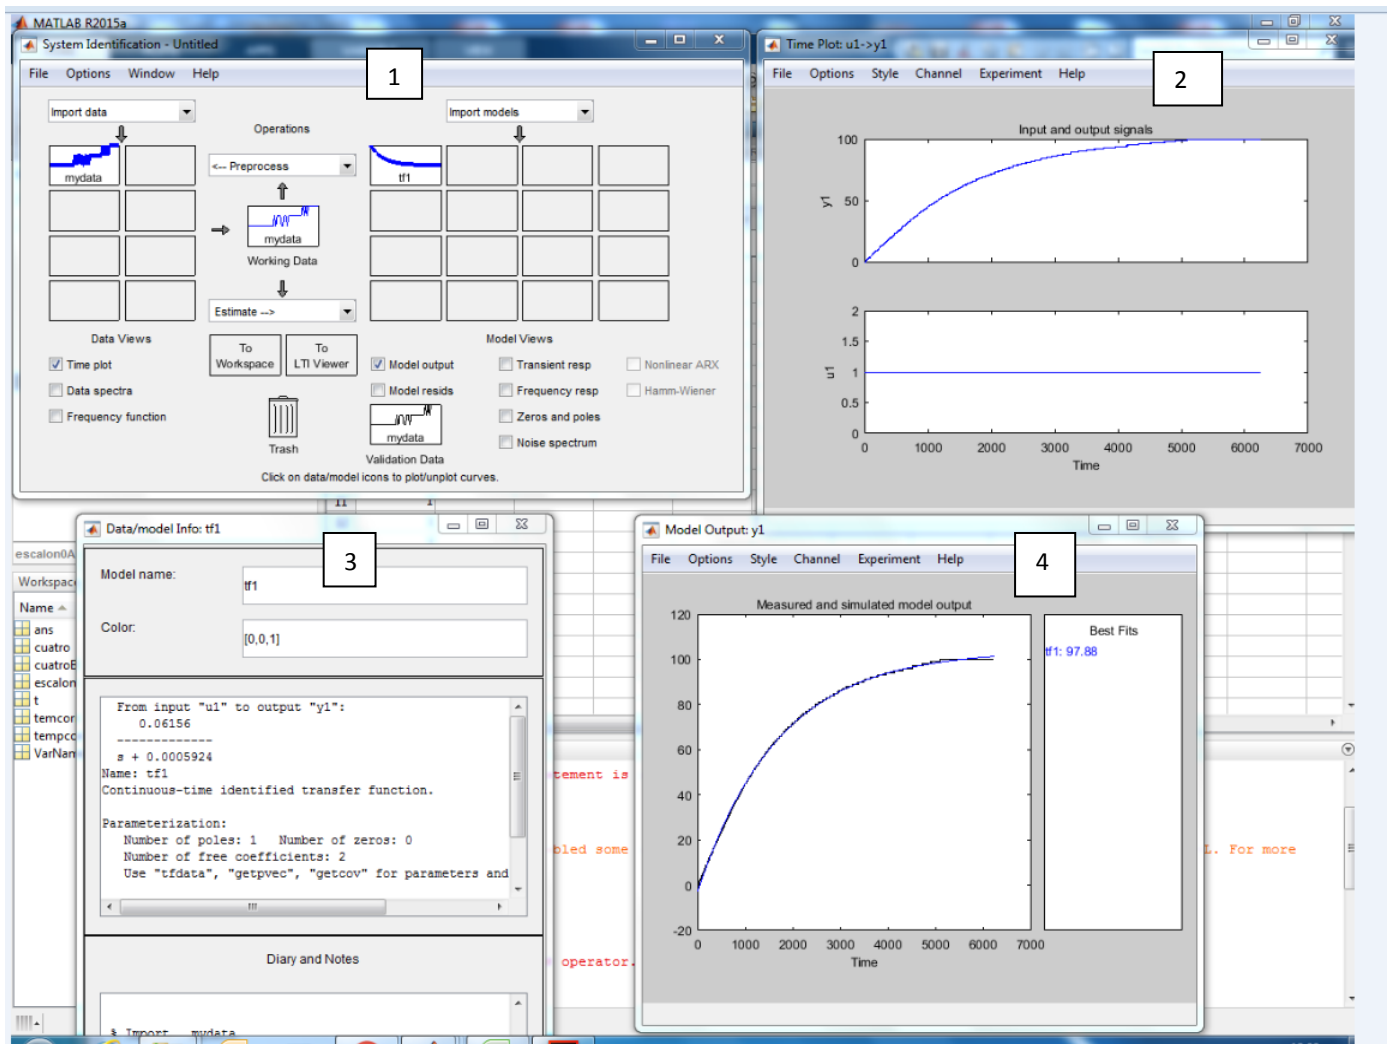 MATLAB R2015a
System Identification - Untitled
File Options Window Help
1
Import data
Import models
Operations
mydata
<-- Preprocess
tf1
mydata
Working Data
Estimate -->
Data Views
To Workspace
To LTI Viewer
Model Views
Time plot
Model output
Transient resp
Nonlinear ARX
Data spectra
Model resids
Frequency resp
Hamm-Wiener
Frequency function
Zeros and poles
mydata
Noise spectrum
Trash
Validation Data
Click on data/model icons to plot/unplot curves.
Time Plot: u1->y1
File Options Style Channel Experiment Help
2
Input and output signals
100
50
0
y1
2
1.5
1
0.5
0
u1
0 1000 2000 3000 4000 5000 6000 7000
Time
11 1
Workspac
Name
ans
cuatro
cuatroE
escalon
t
temcor
tempco
VarNam
Data/model Info: tf1
3
Model name:
tf1
Color:
[0,0,1]
From input "u1" to output "y1":
0.06156
-------------
s + 0.0005924
Name: tf1
Continuous-time identified transfer function.
Parameterization:
Number of poles: 1 Number of zeros: 0
Number of free coefficients: 2
Use "tfdata", "getpvec", "getcov" for parameters and
Diary and Notes
% Import mydata
tement is
bled some
L. For more
operator.
Model Output: y1
File Options Style Channel Experiment Help
4
Measured and simulated model output
120
100
80
60
40
20
0
-20
0 1000 2000 3000 4000 5000 6000 7000
Time
Best Fits
tf1: 97.88